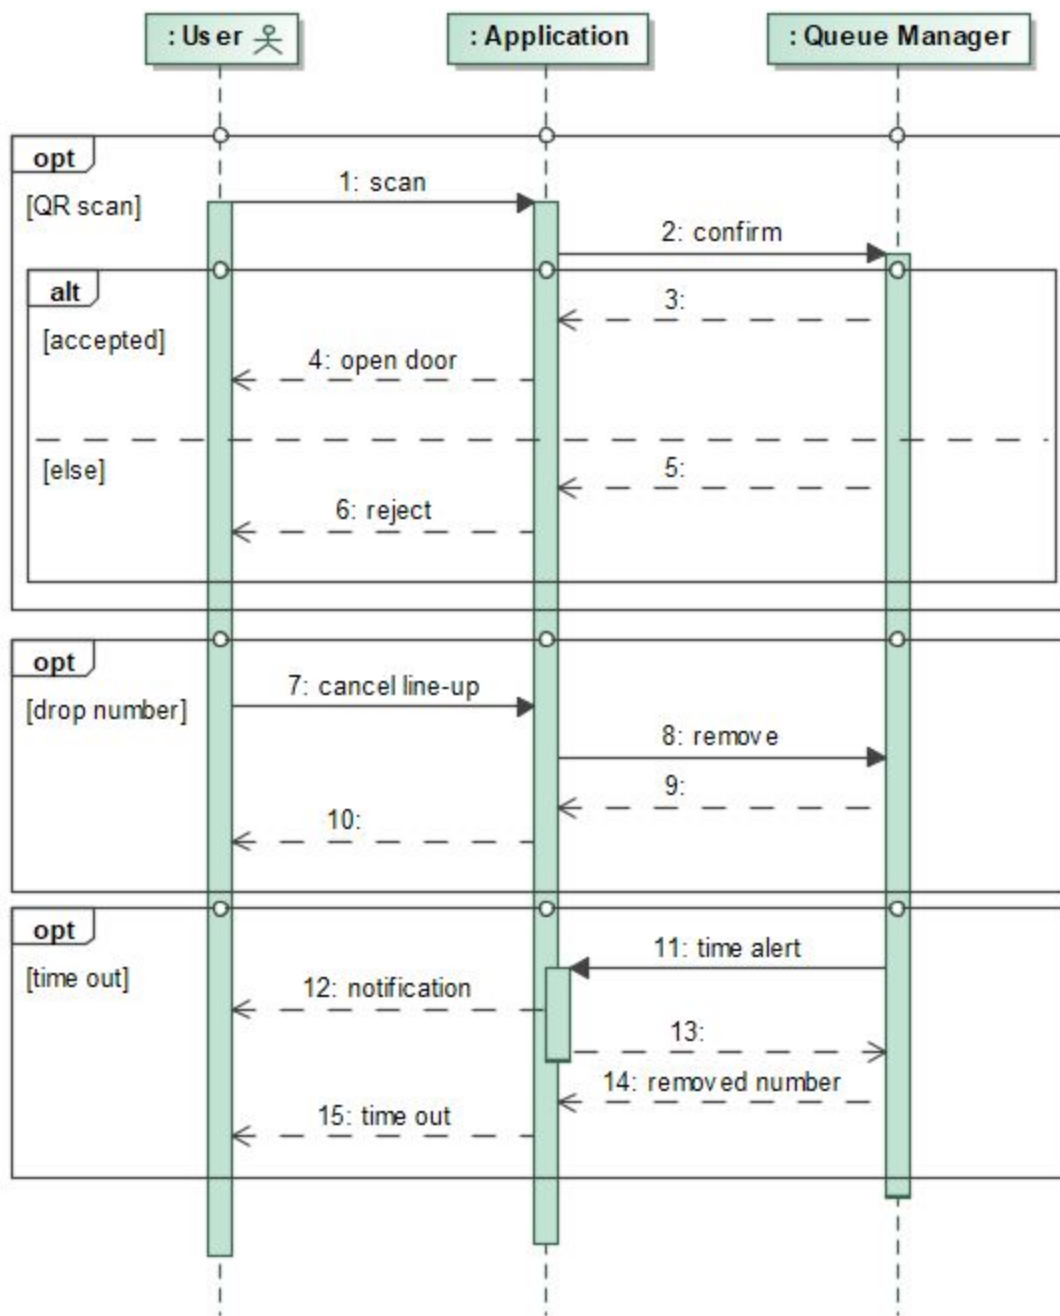 : User
: Application
: Queue Manager
opt
[QR scan]
1: scan
2: confirm
alt
[accepted]
3:
4: open door
[else]
5:
6: reject
opt
[drop number]
7: cancel line-up
8: remove
9:
10:
opt
[time out]
11: time alert
12: notification
13:
14: removed number
15: time out